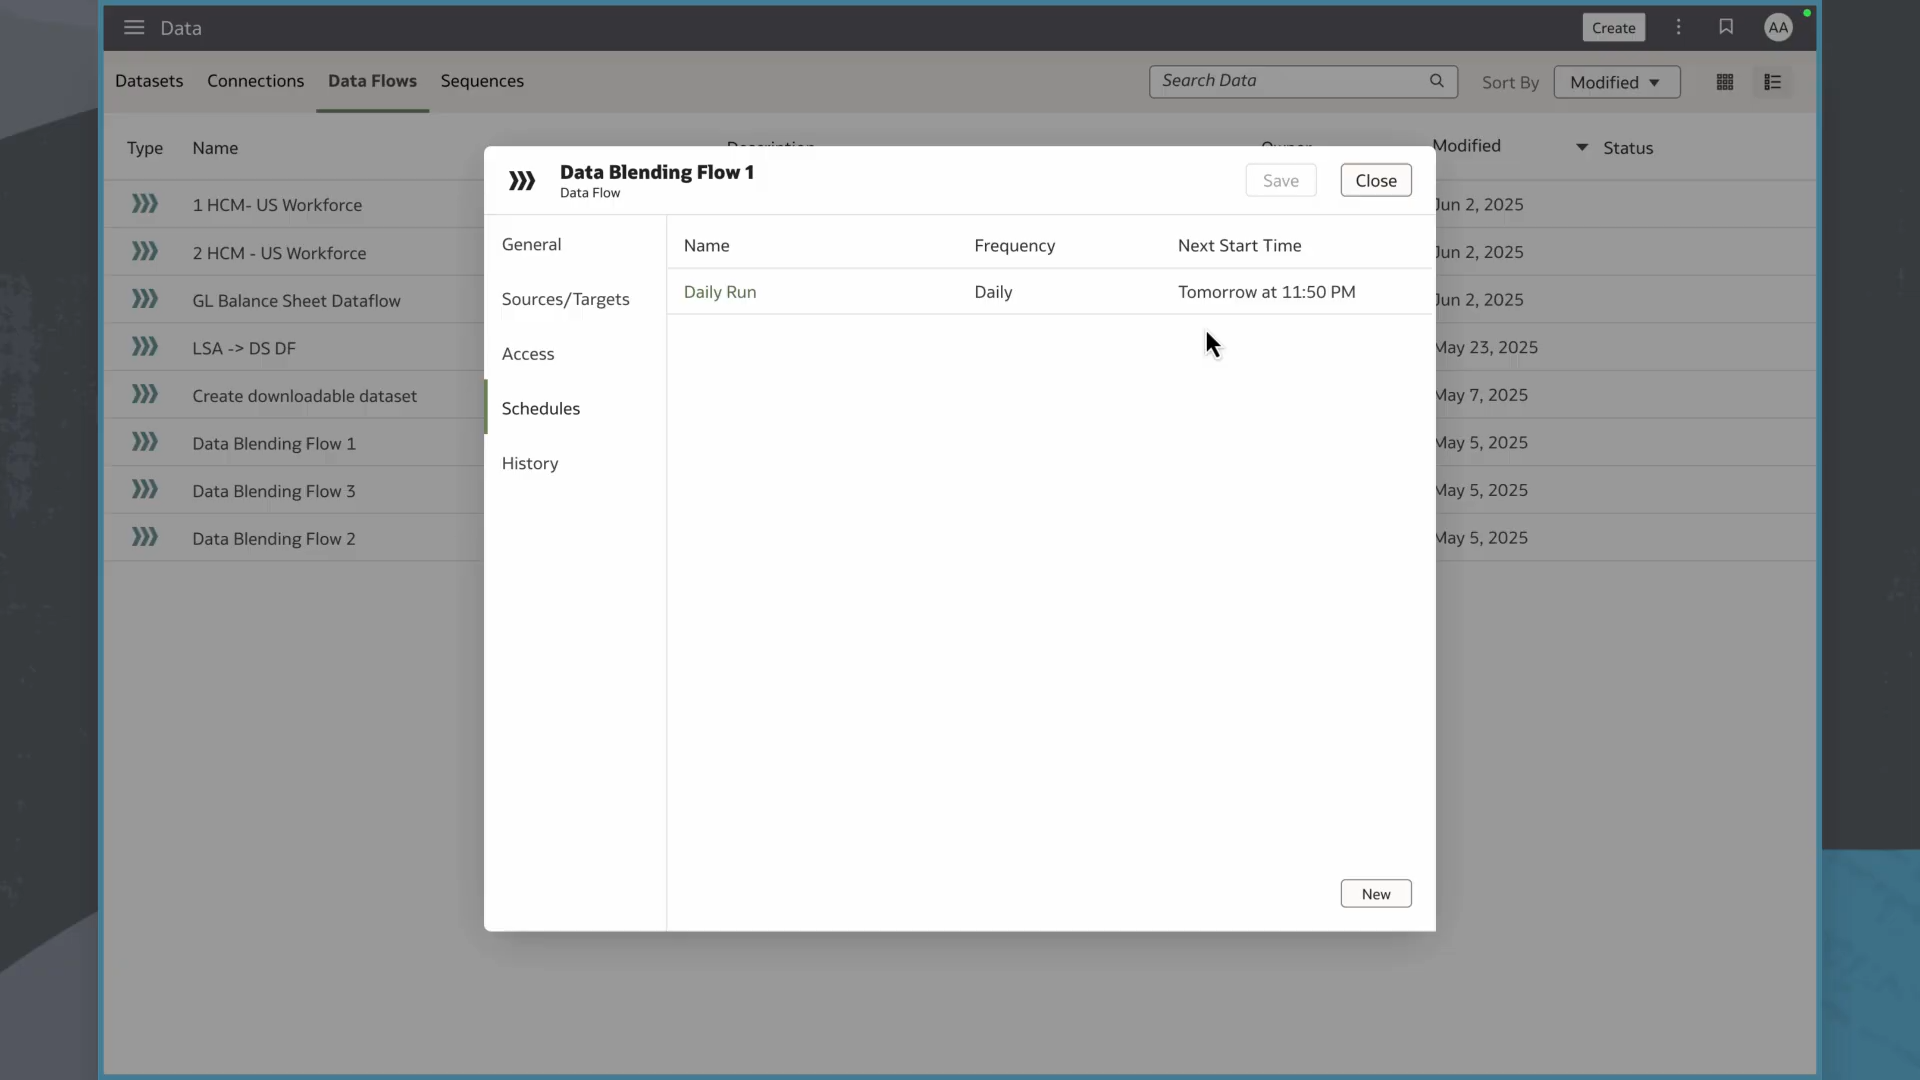 Data
Create
AA
Datasets Connections Data Flows Sequences
Search Data
Sort By Modified
Type Name Modified Status
1 HCM- US Workforce Jun 2, 2025
2 HCM - US Workforce Jun 2, 2025
GL Balance Sheet Dataflow Jun 2, 2025
LSA -> DS DF May 23, 2025
Create downloadable dataset May 7, 2025
Data Blending Flow 1 May 5, 2025
Data Blending Flow 3 May 5, 2025
Data Blending Flow 2 May 5, 2025
Data Blending Flow 1
Data Flow
Save Close
General
Sources/Targets
Access
Schedules
History
Name Frequency Next Start Time
Daily Run Daily Tomorrow at 11:50 PM
New